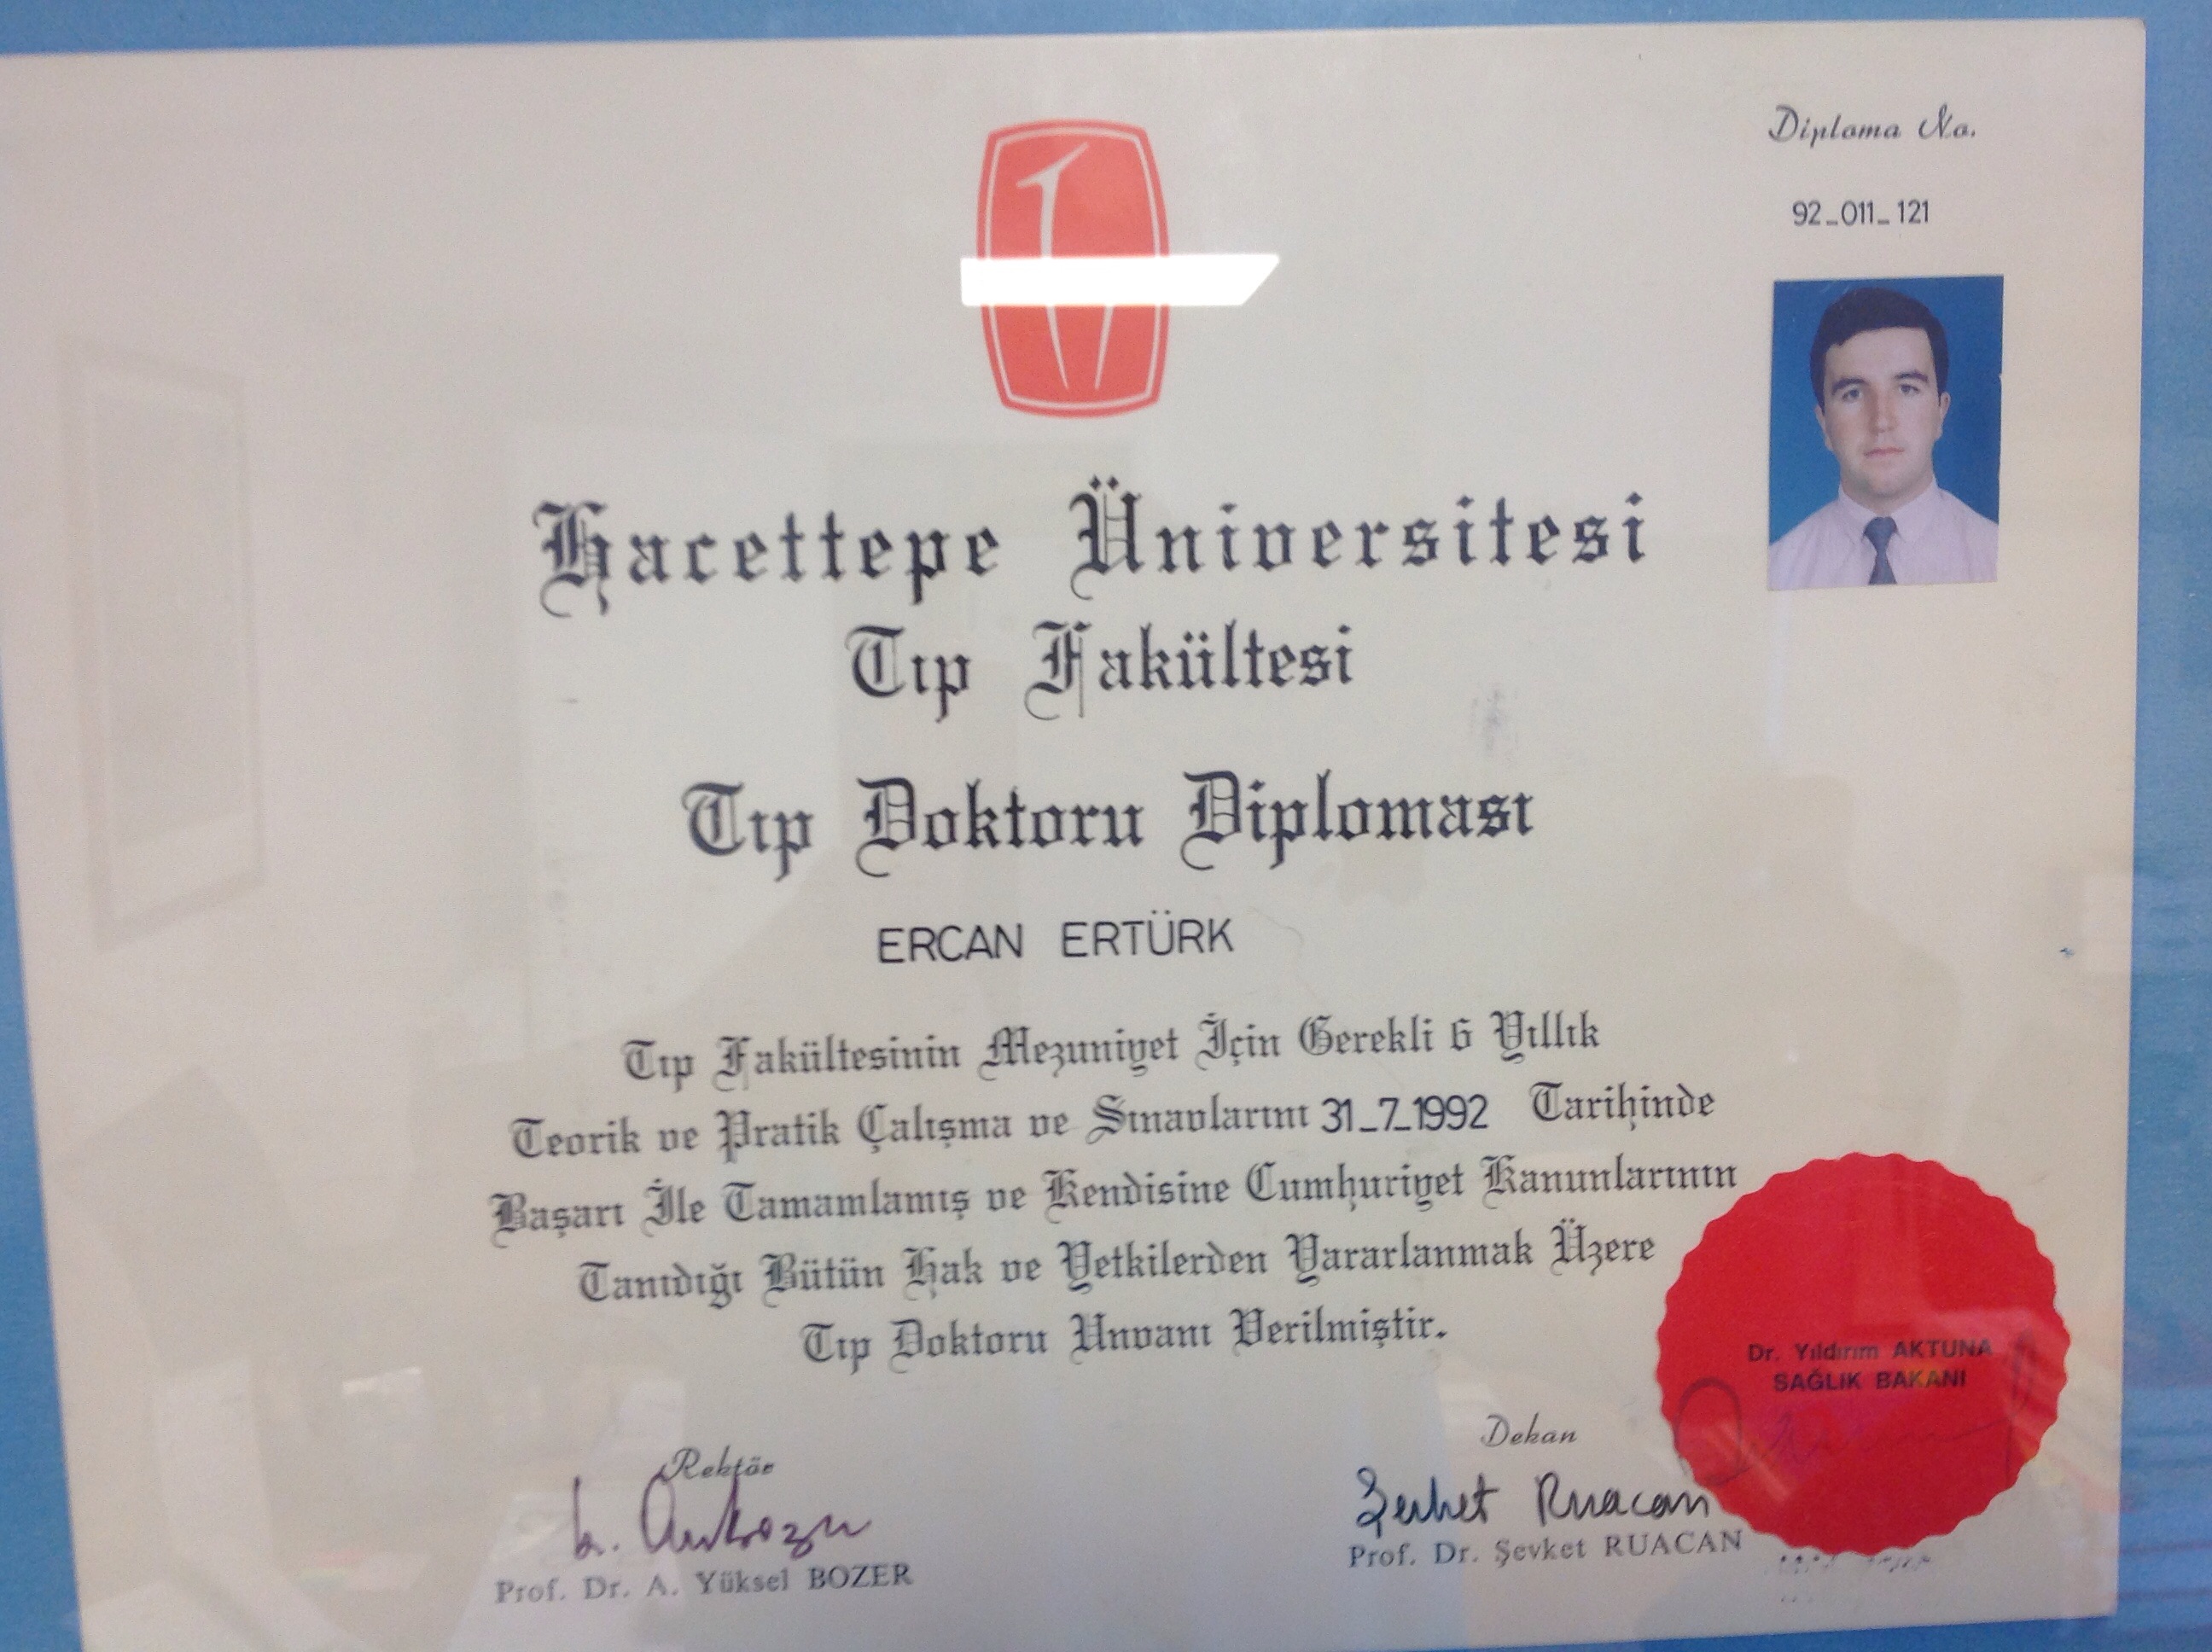 Diploma No.
92_011_121
Hacettepe Üniversitesi
Tıp Fakültesi
Tıp Doktoru Diploması
ERCAN ERTÜRK
Tıp Fakültesinin Mezuniyet İçin Gerekli 6 Yıllık
Teorik ve Pratik Çalışma ve Sınavlarını 31_7_1992 Tarihinde
Başarı İle Tamamlamış ve Kendisine Cumhuriyet Kanunlarının
Tanıdığı Bütün Hak ve Yetkilerden Yararlanmak Üzere
Tıp Doktoru Unvanı Verilmiştir.
Dr. Yıldırım AKTUNA
SAĞLIK BAKANI
Rektör
Prof. Dr. A. Yüksel BOZER
Dekan
Şevket Ruacan
Prof. Dr. Şevket RUACAN